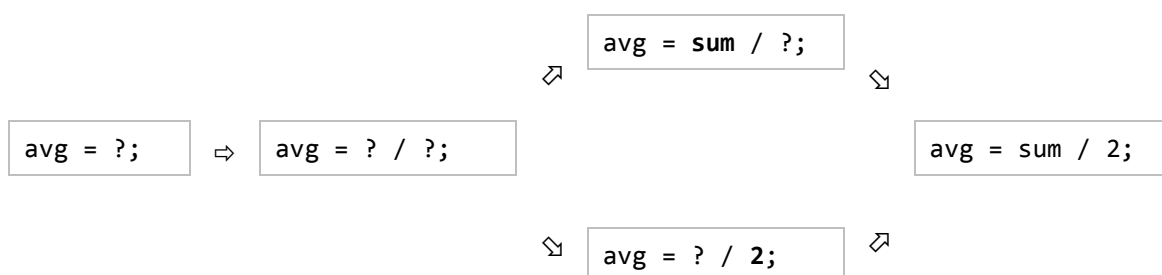 avg = sum / ?;
avg = ?;
avg = ? / ?;
avg = sum / 2;
avg = ? / 2;